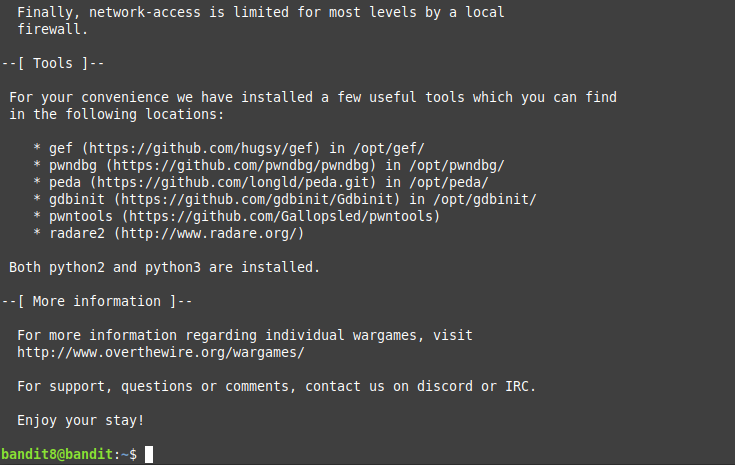 Finally, network-access is limited for most levels by a local
firewall.
--[ Tools ]--
For your convenience we have installed a few useful tools which you can find
in the following locations:
* gef (https://github.com/hugsy/gef) in /opt/gef/
* pwndbg (https://github.com/pwndbg/pwndbg) in /opt/pwndbg/
* peda (https://github.com/longld/peda.git) in /opt/peda/
* gdbinit (https://github.com/gdbinit/Gdbinit) in /opt/gdbinit/
* pwntools (https://github.com/Gallopsled/pwntools)
* radare2 (http://www.radare.org/)
Both python2 and python3 are installed.
--[ More information ]--
For more information regarding individual wargames, visit
http://www.overthewire.org/wargames/
For support, questions or comments, contact us on discord or IRC.
Enjoy your stay!
bandit8@bandit:~$